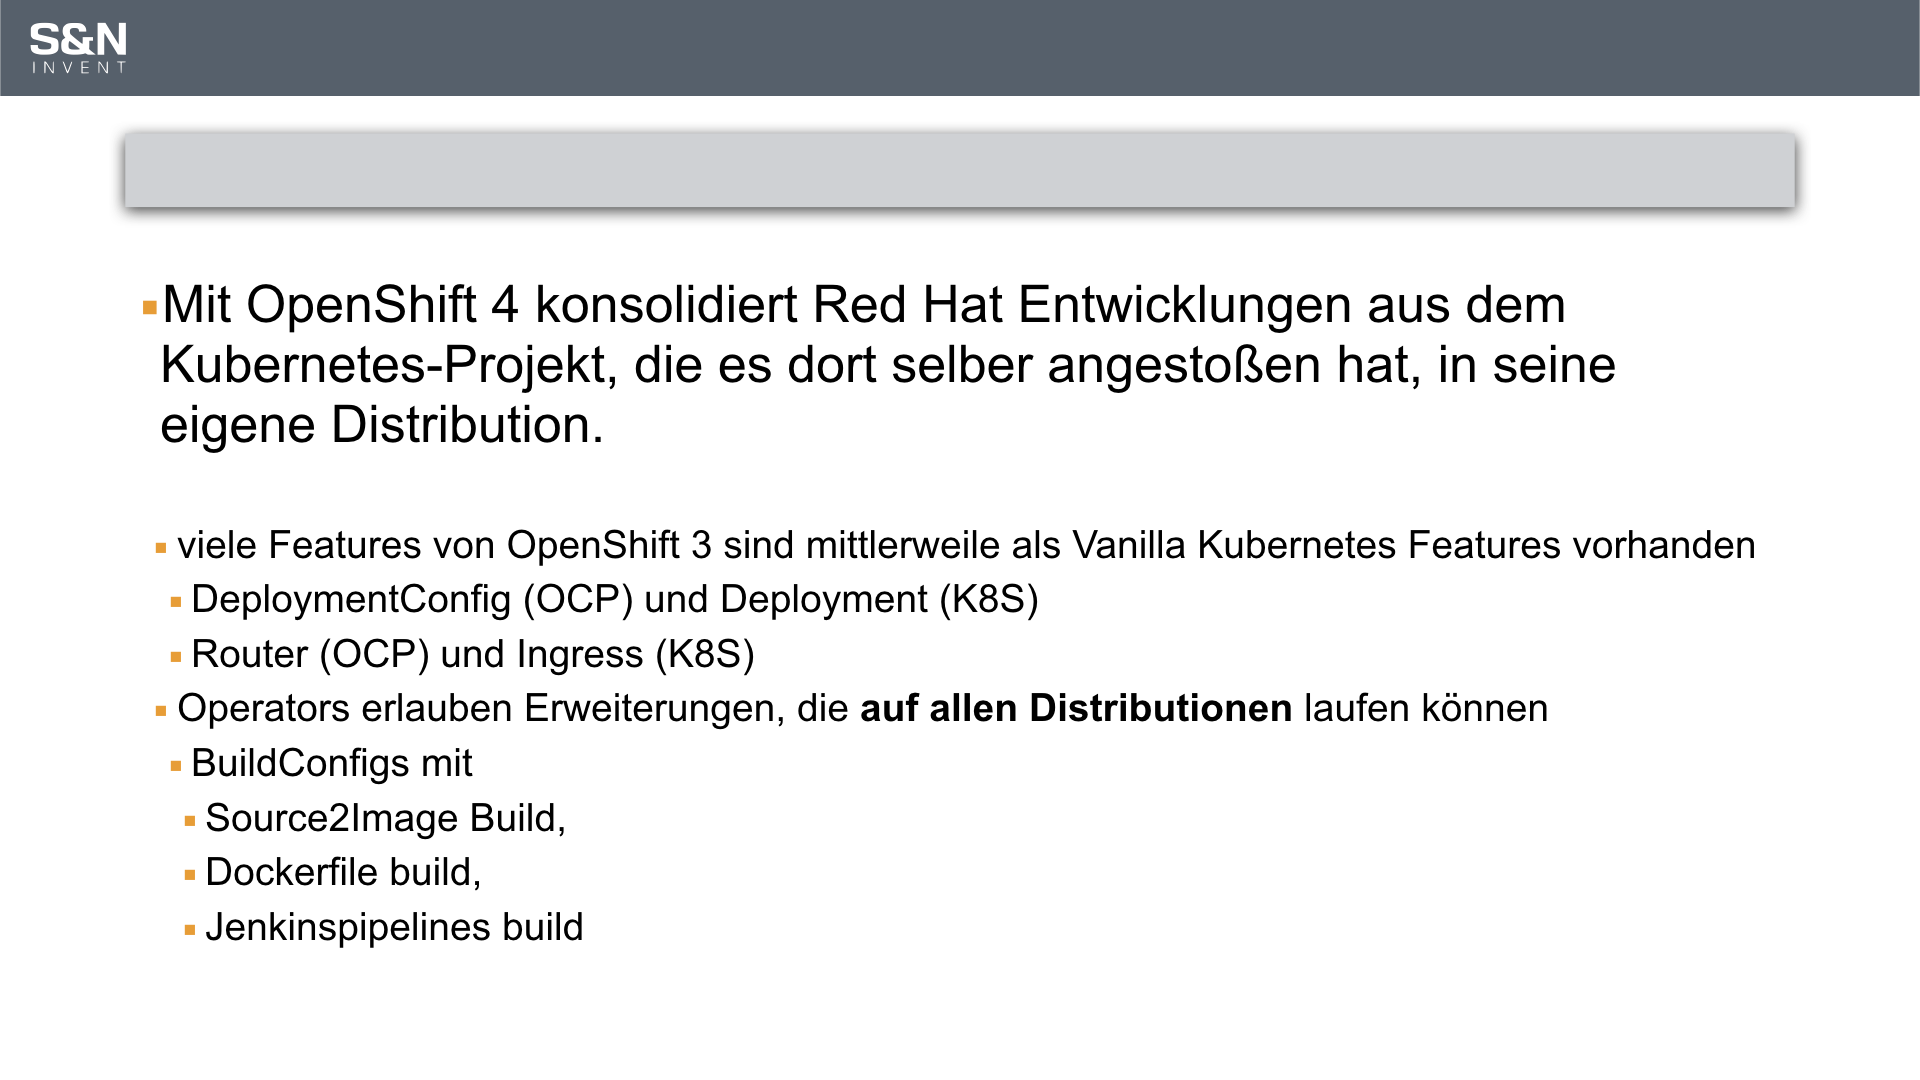 S&N
INVENT
Mit OpenShift 4 konsolidiert Red Hat Entwicklungen aus dem
Kubernetes-Projekt, die es dort selber angestoßen hat, in seine
eigene Distribution.
viele Features von OpenShift 3 sind mittlerweile als Vanilla Kubernetes Features vorhanden
DeploymentConfig (OCP) und Deployment (K8S)
Router (OCP) und Ingress (K8S)
Operators erlauben Erweiterungen, die auf allen Distributionen laufen können
BuildConfigs mit
Source2Image Build,
Dockerfile build,
Jenkinspipelines build